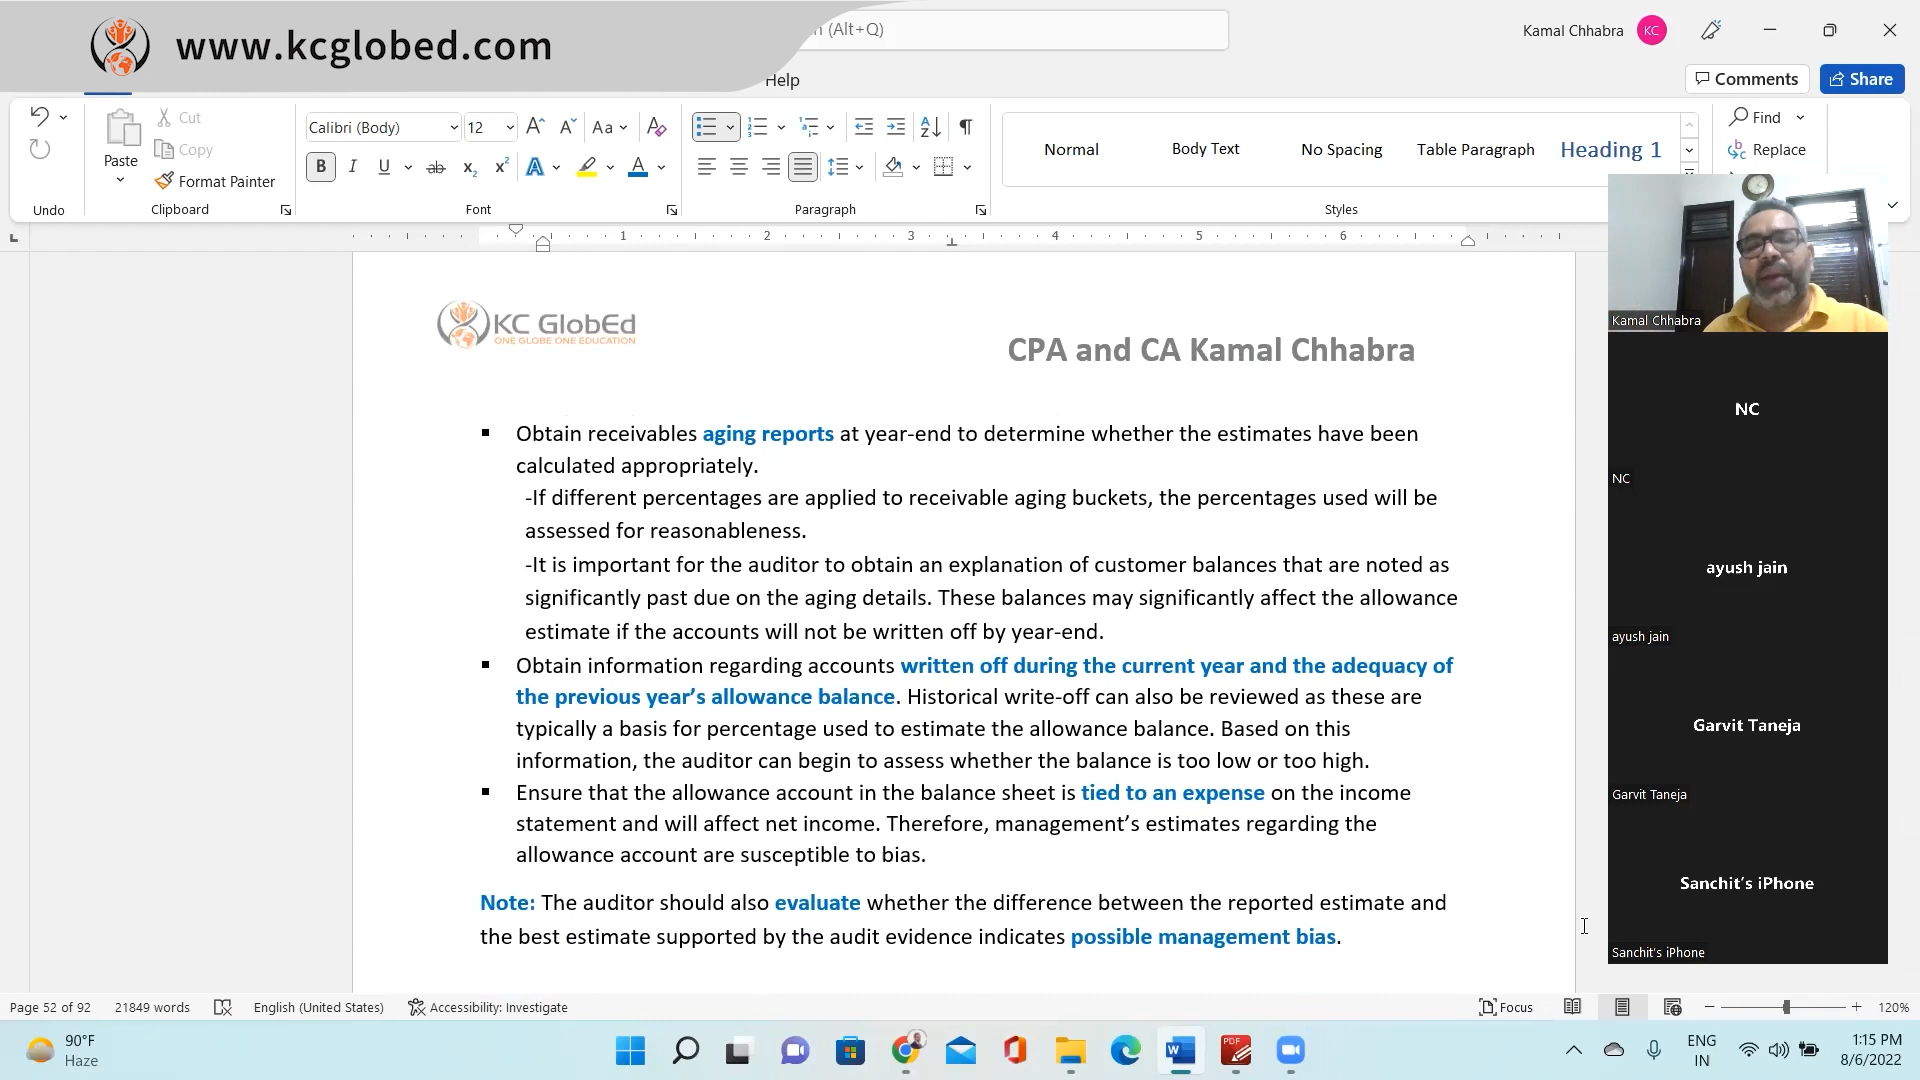 www.kcglobed.com
n (Alt+Q)
Kamal Chhabra
KC
Help
Comments
Share
Cut
Copy
Paste
Format Painter
Calibri (Body)
12
Aa
Find
Replace
Normal
Body Text
No Spacing
Table Paragraph
Heading 1
Undo
Clipboard
Font
Paragraph
Styles
1 2 3 4 5 6
KC GlobEd
ONE GLOBE ONE EDUCATION
CPA and CA Kamal Chhabra
▪ Obtain receivables aging reports at year-end to determine whether the estimates have been
calculated appropriately.
-If different percentages are applied to receivable aging buckets, the percentages used will be
assessed for reasonableness.
-It is important for the auditor to obtain an explanation of customer balances that are noted as
significantly past due on the aging details. These balances may significantly affect the allowance
estimate if the accounts will not be written off by year-end.
▪ Obtain information regarding accounts written off during the current year and the adequacy of
the previous year’s allowance balance. Historical write-off can also be reviewed as these are
typically a basis for percentage used to estimate the allowance balance. Based on this
information, the auditor can begin to assess whether the balance is too low or too high.
▪ Ensure that the allowance account in the balance sheet is tied to an expense on the income
statement and will affect net income. Therefore, management’s estimates regarding the
allowance account are susceptible to bias.
Note: The auditor should also evaluate whether the difference between the reported estimate and
the best estimate supported by the audit evidence indicates possible management bias.
Kamal Chhabra
NC
NC
ayush jain
ayush jain
Garvit Taneja
Garvit Taneja
Sanchit’s iPhone
Sanchit's iPhone
Page 52 of 92
21849 words
English (United States)
Accessibility: Investigate
Focus
120%
90°F
Haze
ENG
IN
1:15 PM
8/6/2022